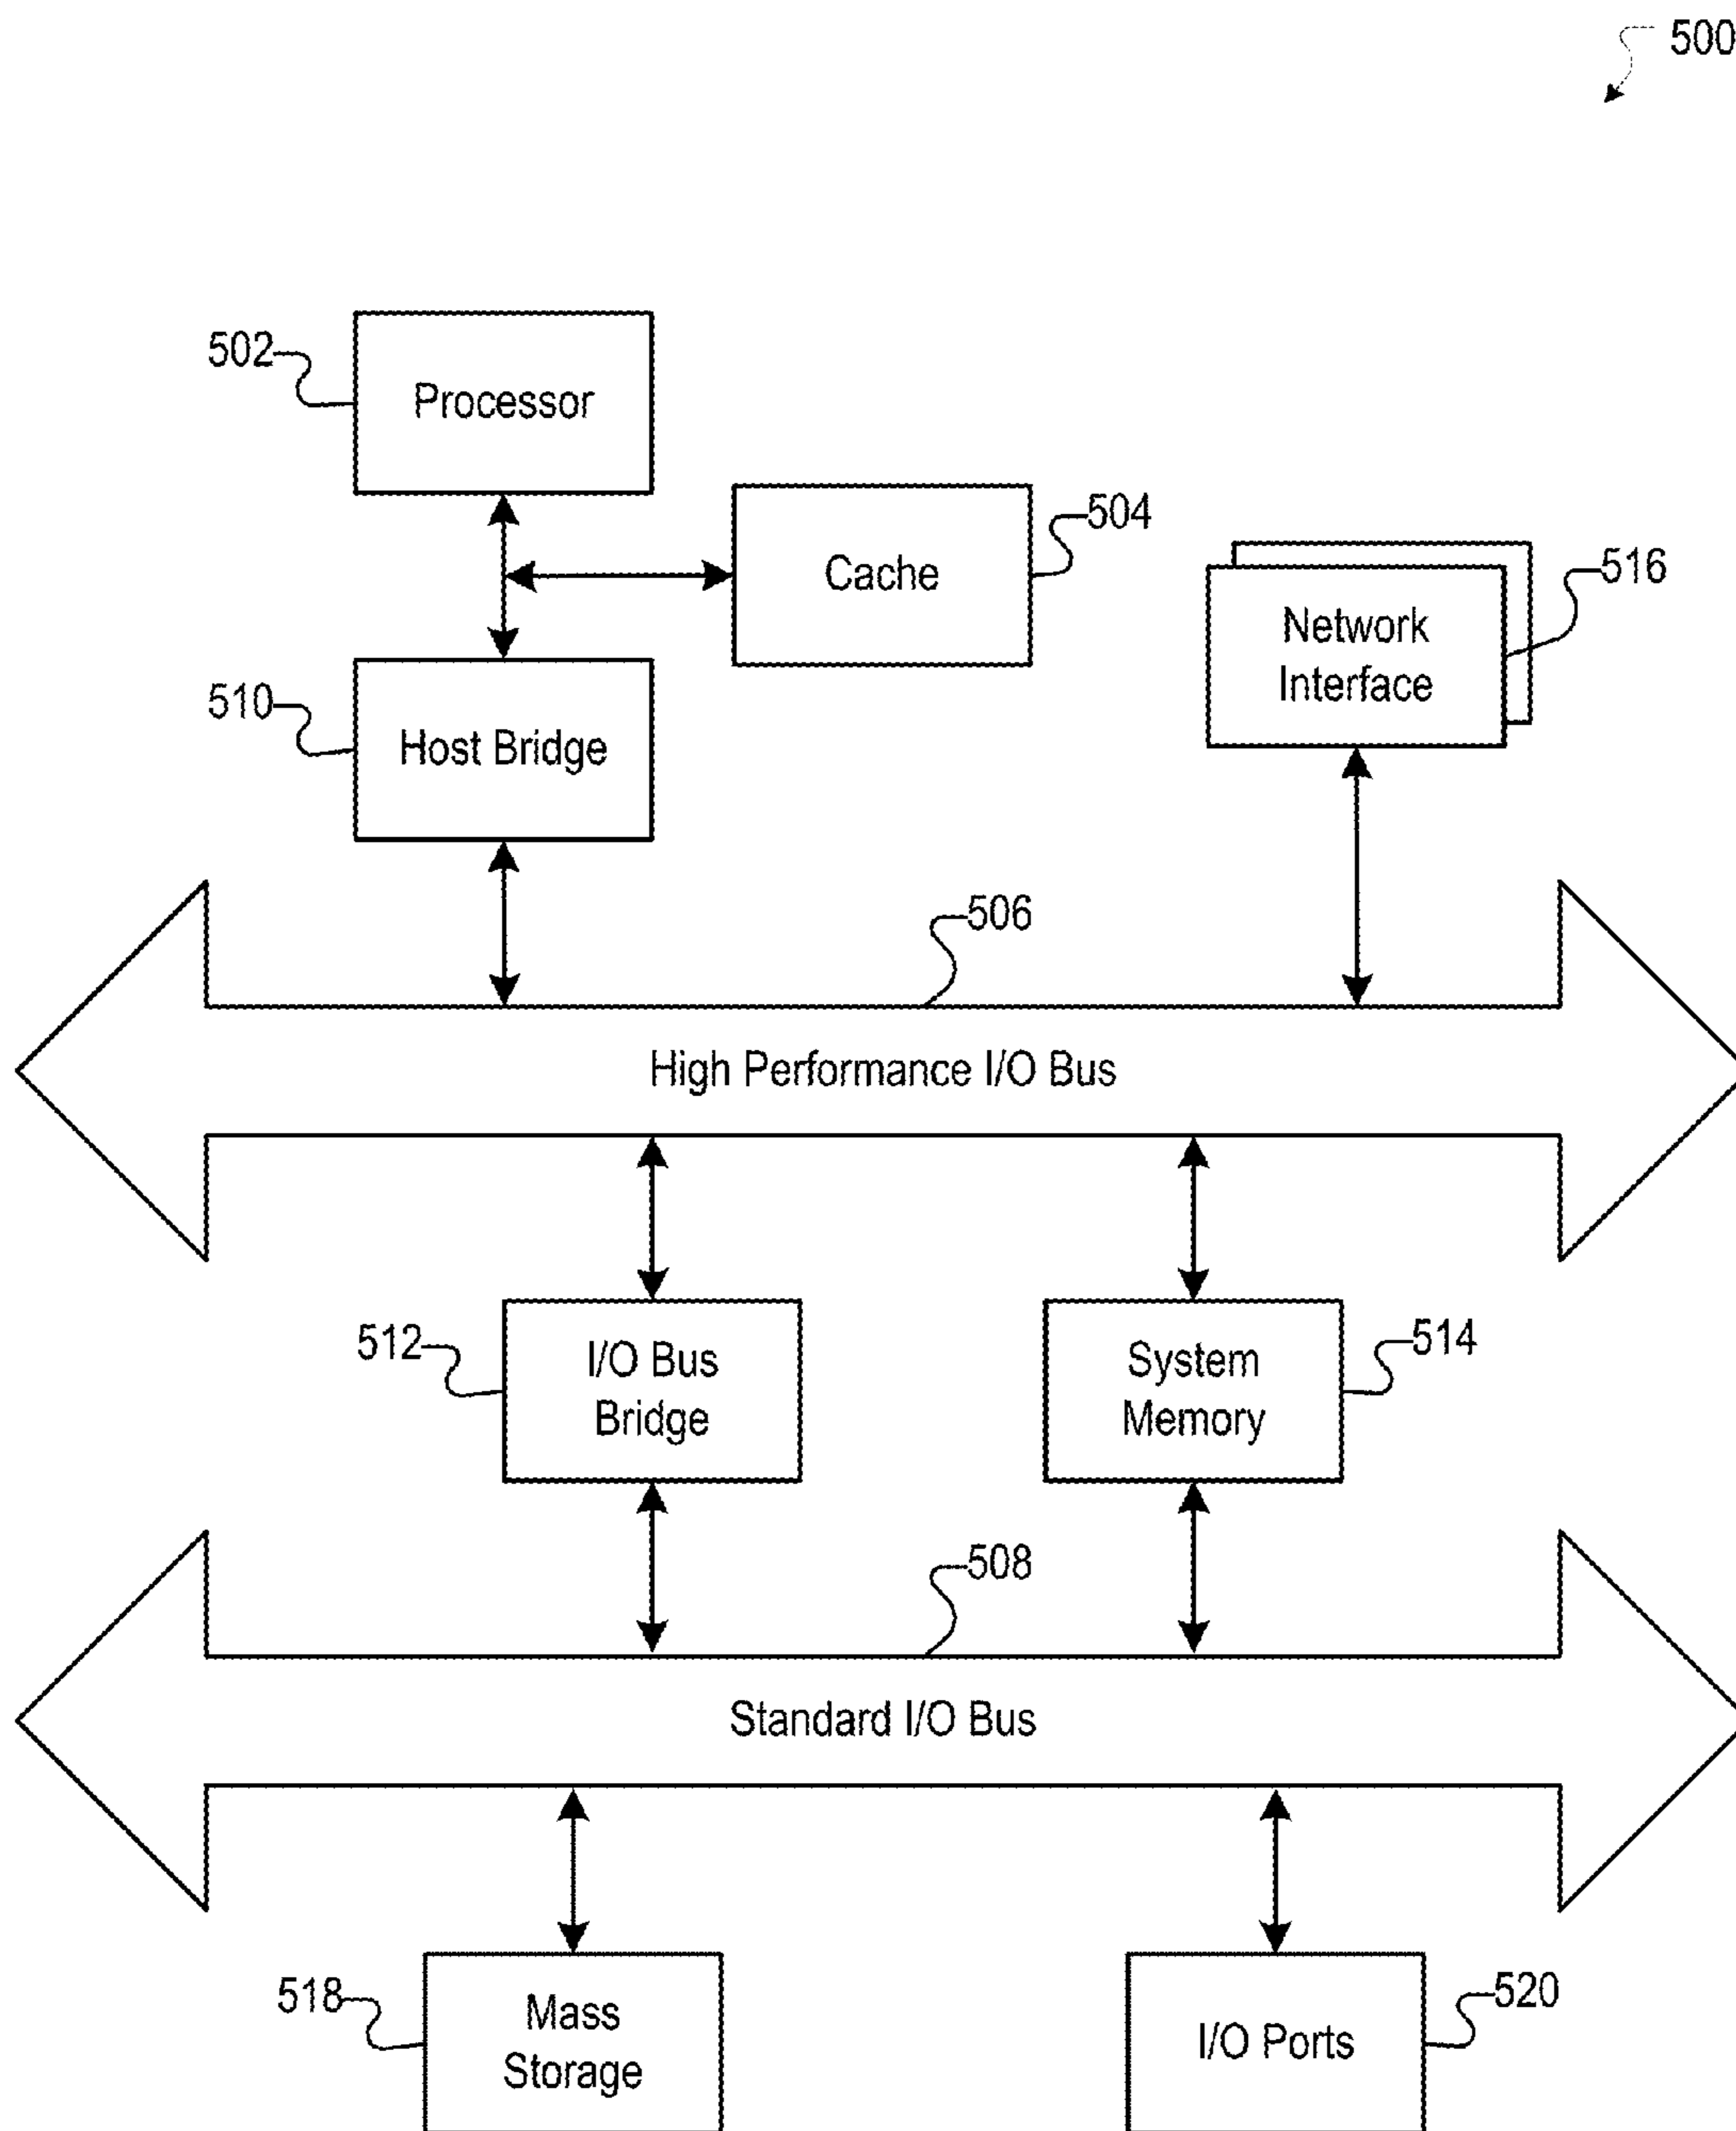 500
502
Processor
Cache
504
Network
Interface
516
510
Host Bridge
506
High Performance I/O Bus
512
I/O Bus
Bridge
System
Memory
514
508
Standard I/O Bus
518
Mass
Storage
I/O Ports
520